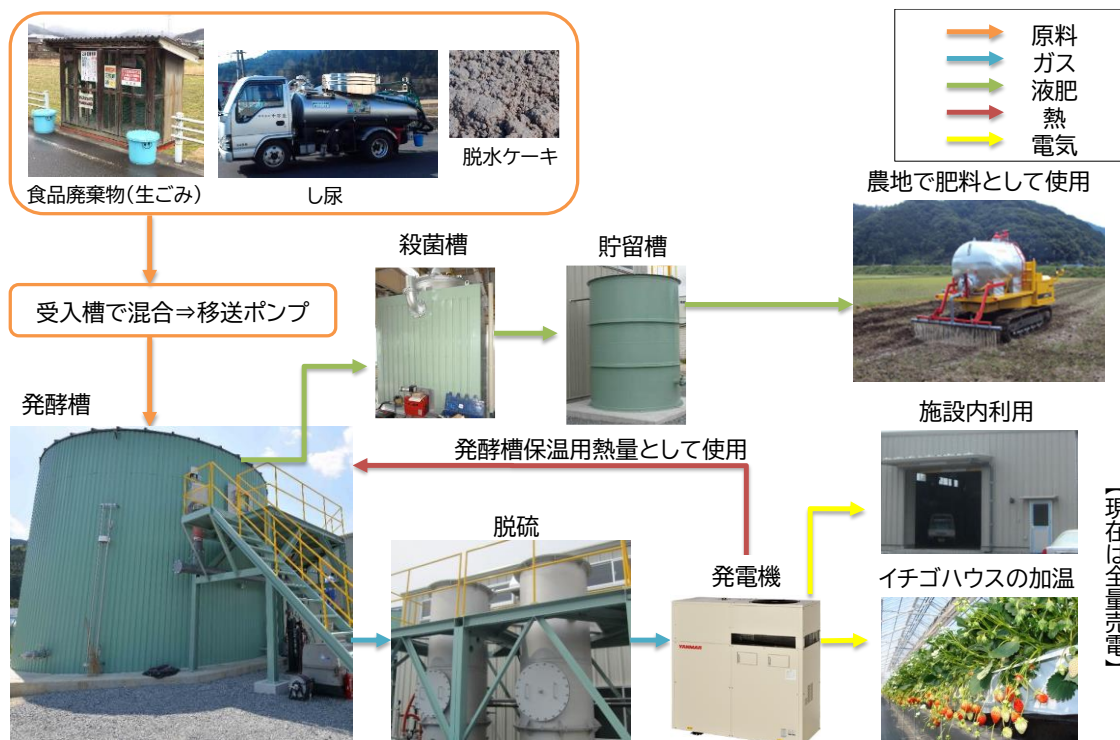 原料
ガス
液肥
熱
電気
脱水ケーキ
食品廃棄物(生ごみ)
し尿
農地で肥料として使用
殺菌槽
貯留槽
受入槽で混合⇒移送ポンプ
発酵槽
施設内利用
発酵槽保温用熱量として使用
脱硫
発電機
イチゴハウスの加温
【現在は全量売電】
YANMAR